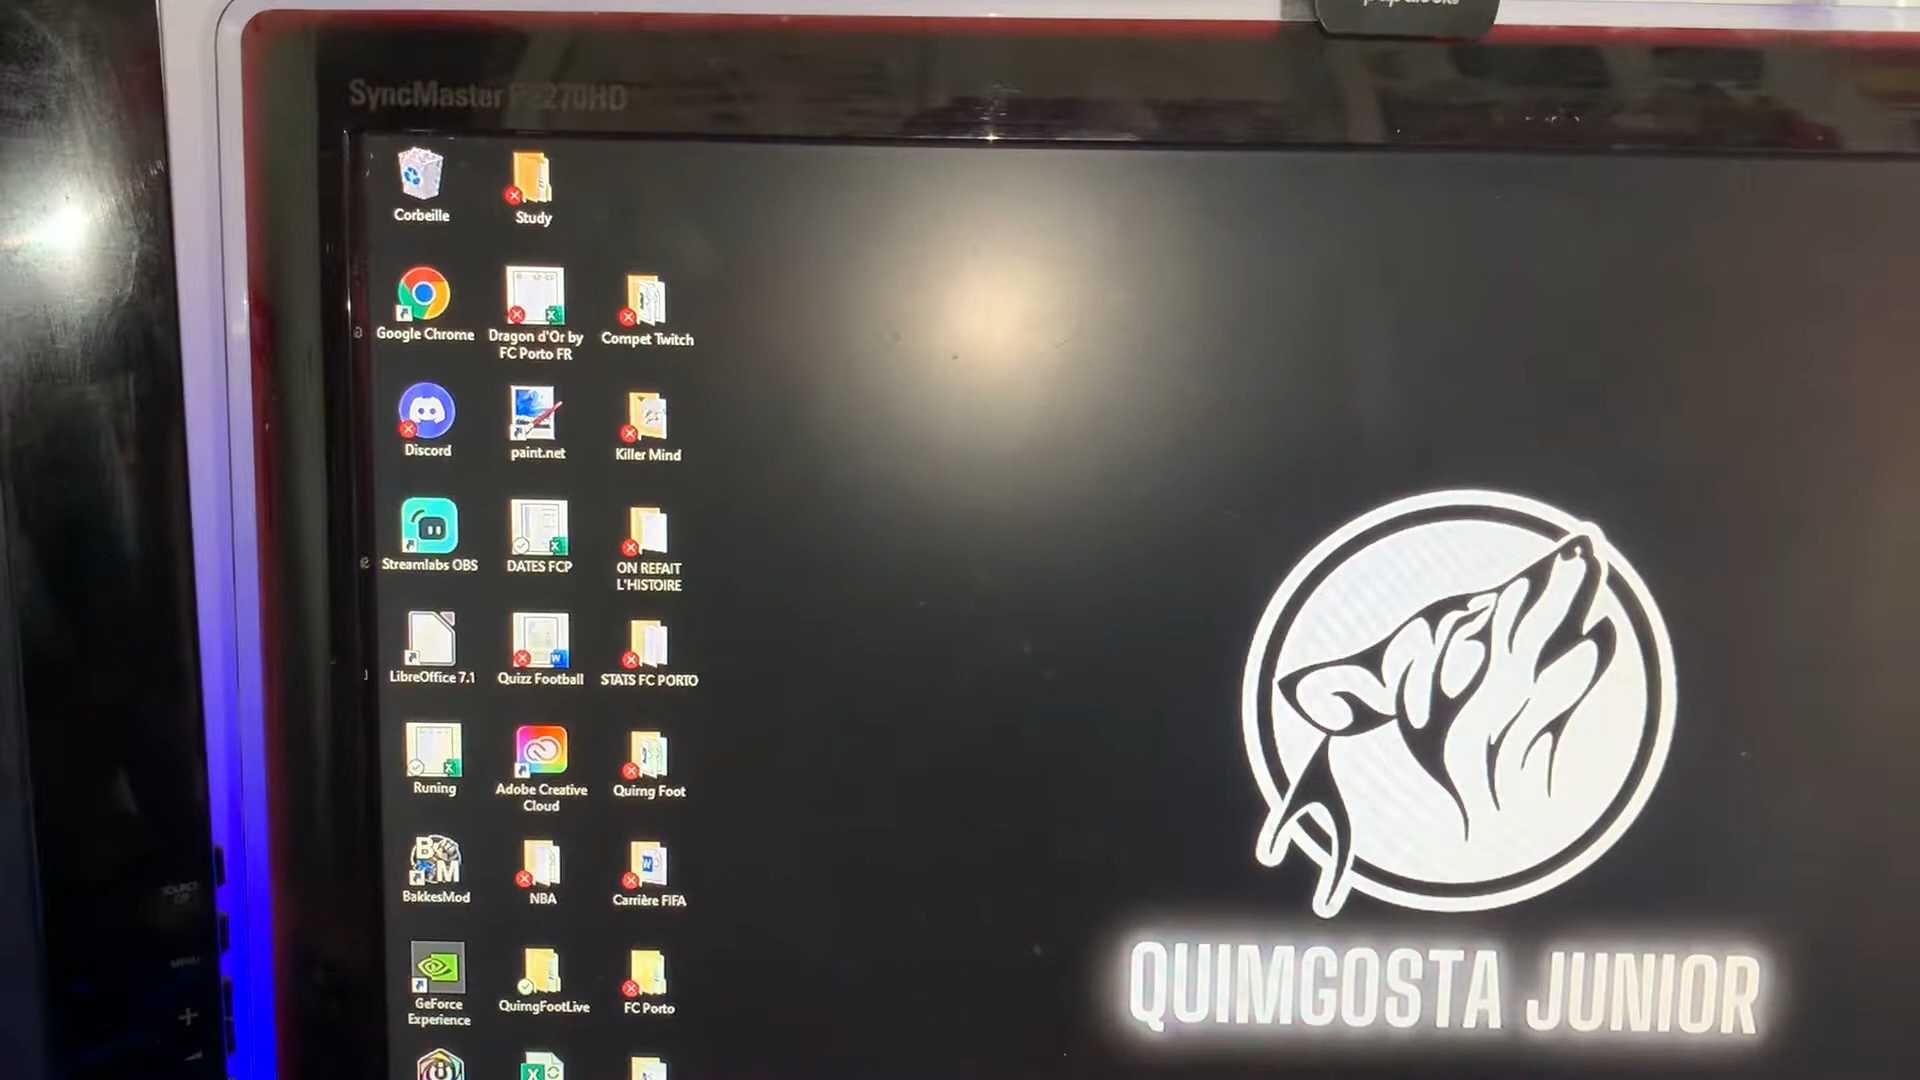 SyncMaster P2270HD
Corbeille
Study
Google Chrome
Dragon d'Or by
FC Porto FR
Compet Twitch
Discord
paint.net
Killer Mind
Streamlabs OBS
DATES FCP
ON REFAIT
L'HISTOIRE
LibreOffice 7.1
Quizz Football
STATS FC PORTO
Runing
Adobe Creative
Cloud
Quimg Foot
BakkesMod
NBA
Carrière FIFA
GeForce
Experience
QuimgFootLive
FC Porto
QUIMGOSTA JUNIOR
MENU